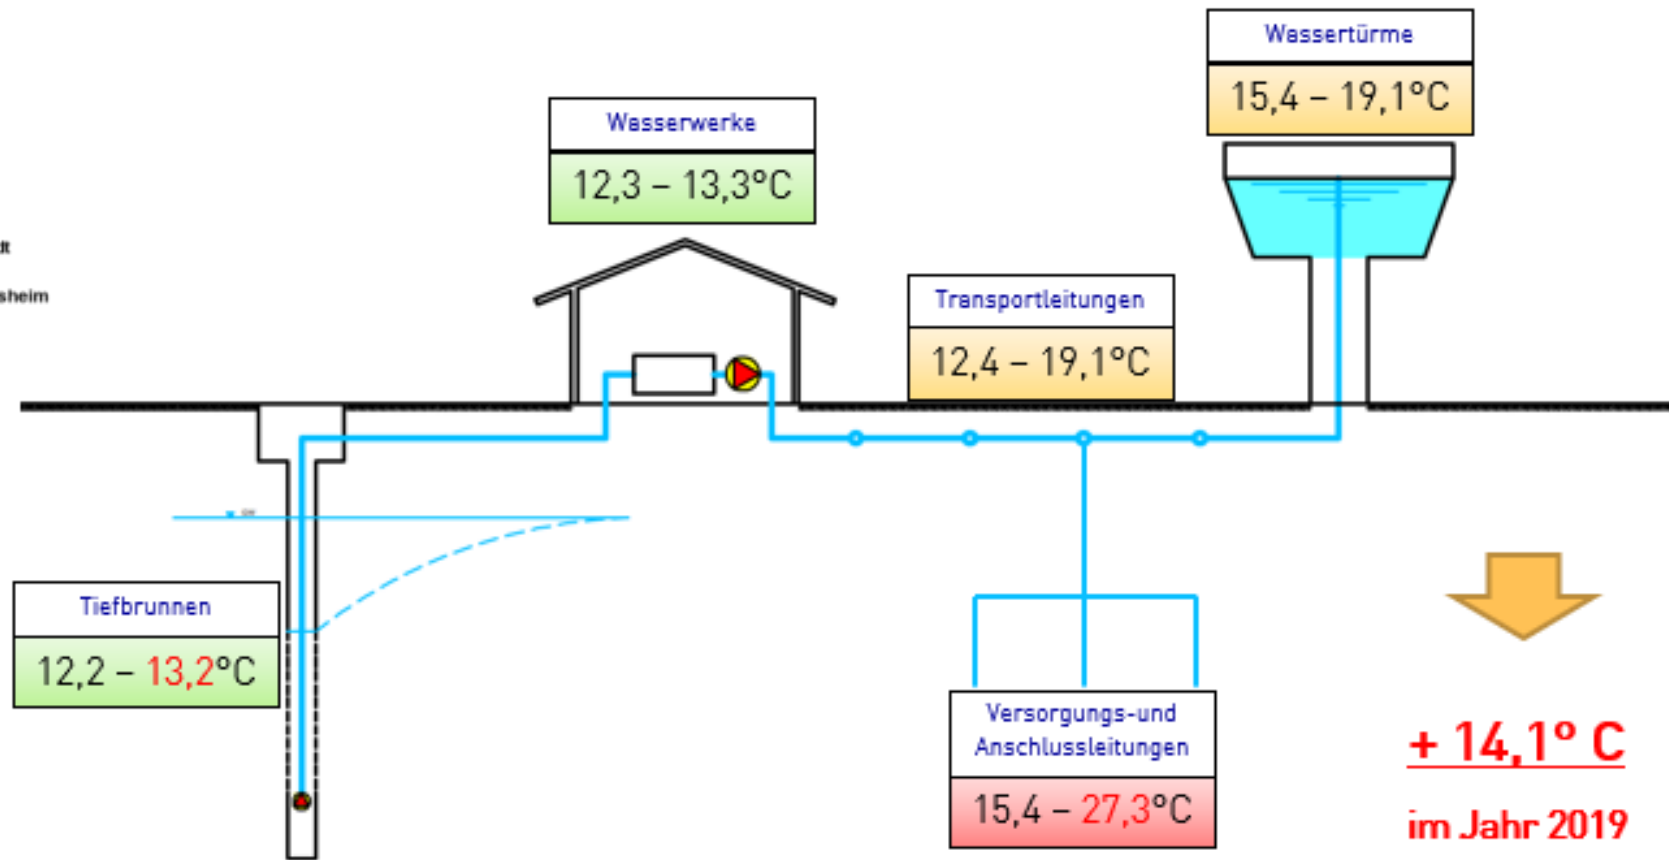 Wassertürme
15,4 – 19,1°C
Wasserwerke
12,3 – 13,3°C
sheim
Transportleitungen
12,4 – 19,1°C
Tiefbrunnen
12,2 – 13,2°C
Versorgungs-und
Anschlussleitungen
15,4 – 27,3°C
+ 14,1° C
im Jahr 2019